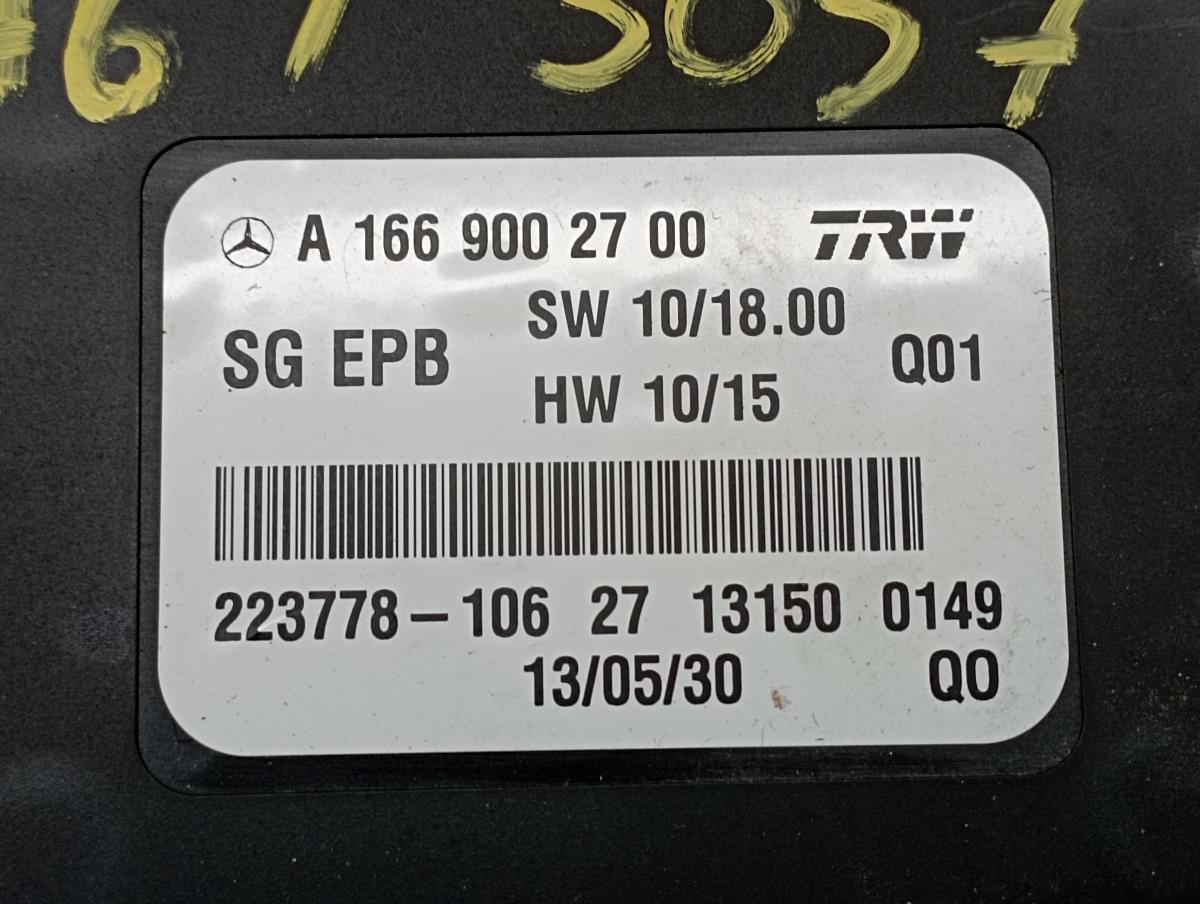 A 166 900 27 00 TRW
SW 10/18.00
SG EPB Q01
HW 10/15
223778-106 27 13150 0149
13/05/30 Q0